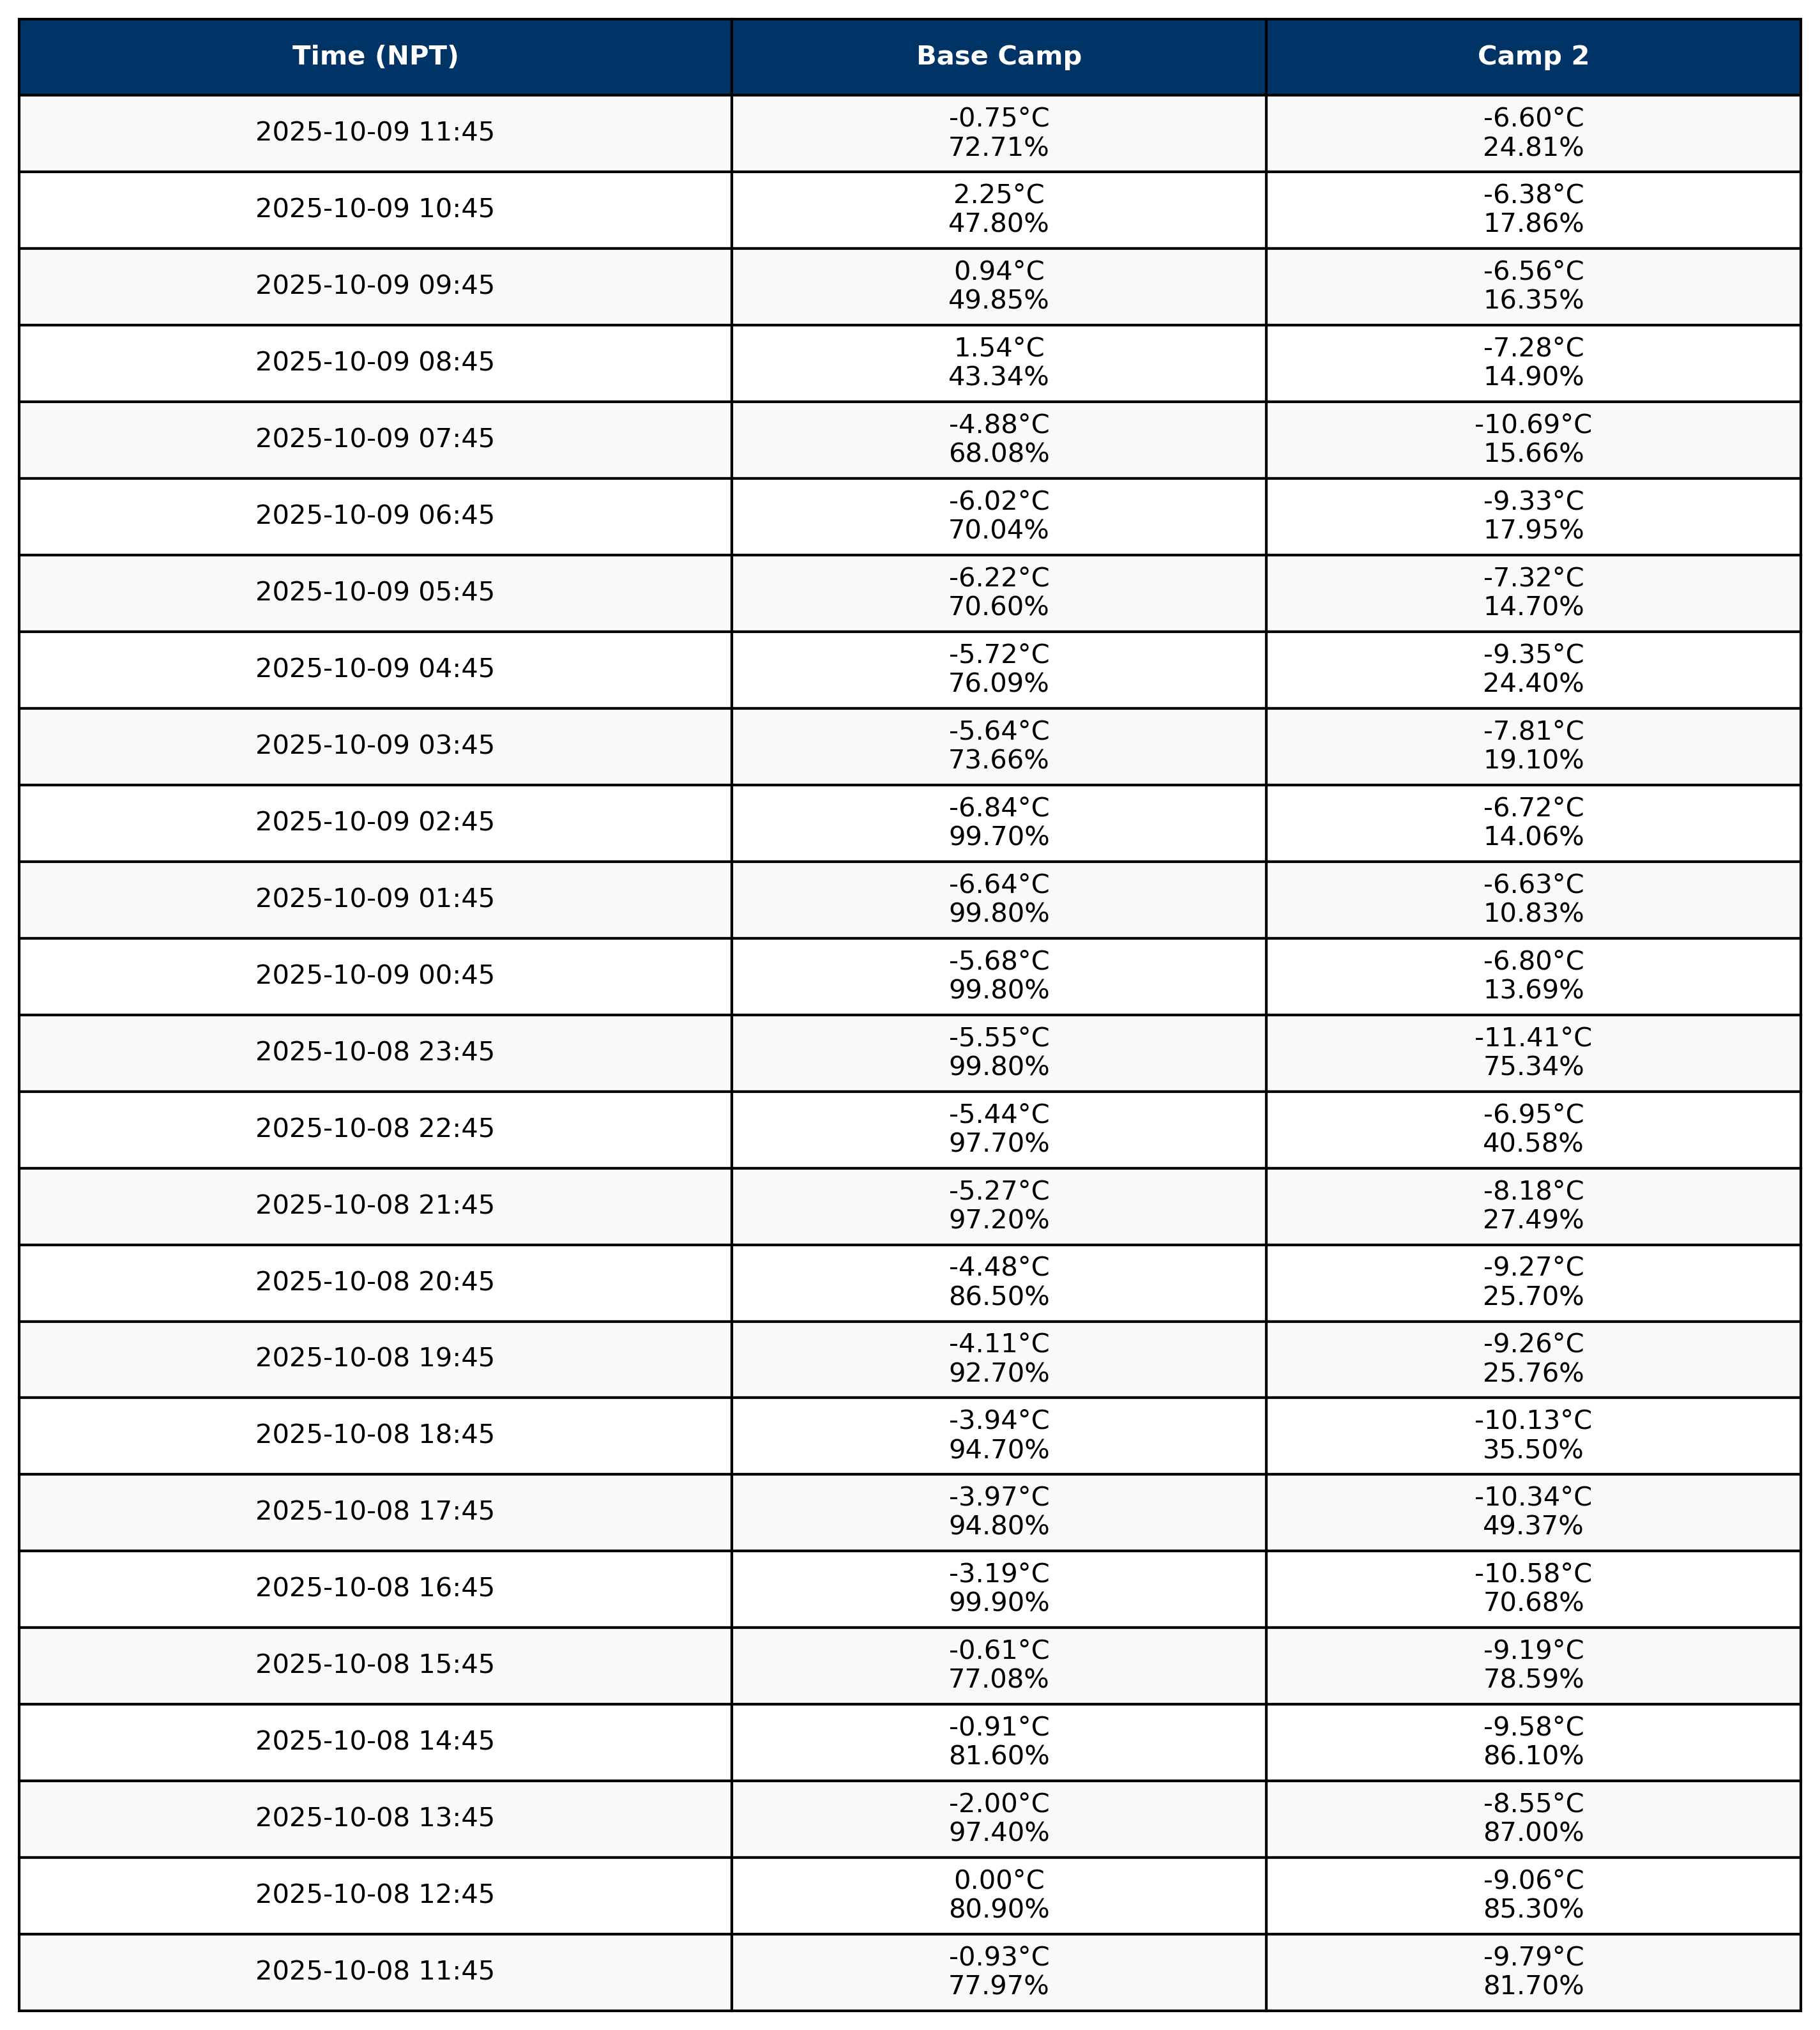 Time (NPT) Base Camp Camp 2
2025-10-09 11:45
-0.75°C
72.71%
-6.60°C
24.81%
2025-10-09 10:45
2.25°C
47.80%
-6.38°C
17.86%
2025-10-09 09:45
0.94°C
49.85%
-6.56°C
16.35%
2025-10-09 08:45
1.54°C
43.34%
-7.28°C
14.90%
2025-10-09 07:45
-4.88°C
68.08%
-10.69°C
15.66%
2025-10-09 06:45
-6.02°C
70.04%
-9.33°C
17.95%
2025-10-09 05:45
-6.22°C
70.60%
-7.32°C
14.70%
2025-10-09 04:45
-5.72°C
76.09%
-9.35°C
24.40%
2025-10-09 03:45
-5.64°C
73.66%
-7.81°C
19.10%
2025-10-09 02:45
-6.84°C
99.70%
-6.72°C
14.06%
2025-10-09 01:45
-6.64°C
99.80%
-6.63°C
10.83%
2025-10-09 00:45
-5.68°C
99.80%
-6.80°C
13.69%
2025-10-08 23:45
-5.55°C
99.80%
-11.41°C
75.34%
2025-10-08 22:45
-5.44°C
97.70%
-6.95°C
40.58%
2025-10-08 21:45
-5.27°C
97.20%
-8.18°C
27.49%
2025-10-08 20:45
-4.48°C
86.50%
-9.27°C
25.70%
2025-10-08 19:45
-4.11°C
92.70%
-9.26°C
25.76%
2025-10-08 18:45
-3.94°C
94.70%
-10.13°C
35.50%
2025-10-08 17:45
-3.97°C
94.80%
-10.34°C
49.37%
2025-10-08 16:45
-3.19°C
99.90%
-10.58°C
70.68%
2025-10-08 15:45
-0.61°C
77.08%
-9.19°C
78.59%
2025-10-08 14:45
-0.91°C
81.60%
-9.58°C
86.10%
2025-10-08 13:45
-2.00°C
97.40%
-8.55°C
87.00%
2025-10-08 12:45
0.00°C
80.90%
-9.06°C
85.30%
2025-10-08 11:45
-0.93°C
77.97%
-9.79°C
81.70%